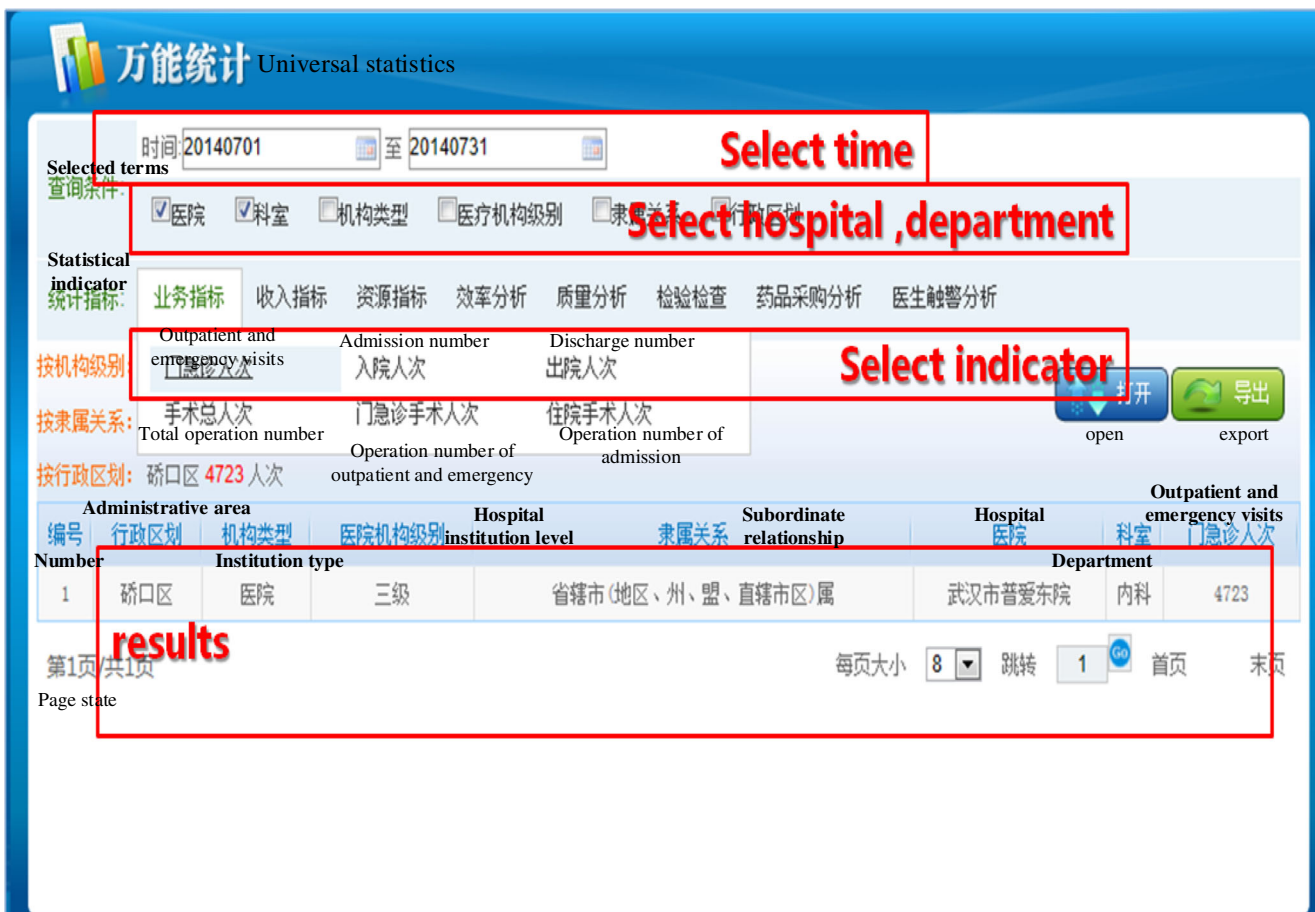 万能统计 Universal statistics
时间:20140701 至 20140731 Select time
Selected terms
查询条件:
医院 科室 机构类型 医疗机构级别 隶属关系 行政区划
Select hospital ,department
Statistical
indicator
统计指标: 业务指标 收入指标 资源指标 效率分析 质量分析 检验检查 药品采购分析 医生触警分析
Outpatient and
emergency visits
Admission number Discharge number
按机构级别: 门急诊人次 入院人次 出院人次 Select indicator
打开 导出
按隶属关系: 手术总人次 门急诊手术人次 住院手术人次
Total operation number
Operation number of
outpatient and emergency
Operation number of
admission
open export
按行政区划: 硚口区 4723 人次
Administrative area
Hospital
institution level
Subordinate
relationship
Hospital
Outpatient and
emergency visits
编号 行政区划 机构类型 医院机构级别 隶属关系 医院 科室 门急诊人次
Number Institution type Department
1 硚口区 医院 三级 省辖市(地区、州、盟、直辖市区)属 武汉市普爱东院 内科 4723
results
第1页/共1页 每页大小 8 跳转 1 Go 首页 末页
Page state